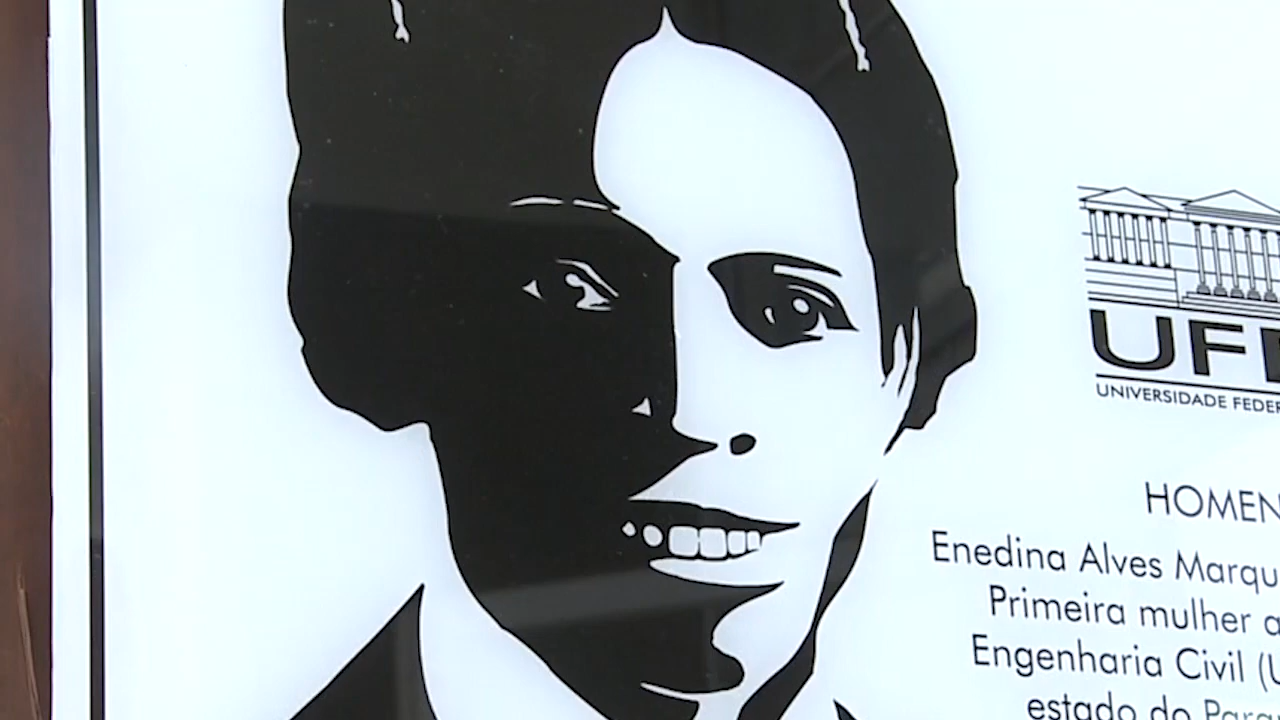 UF
UNIVERSIDADE FEDER
HOMEN
Enedina Alves Marqu
Primeira mulher a
Engenharia Civil (U
estado do Para